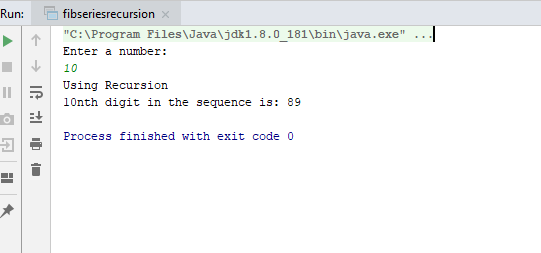 Run: fibseriesrecursion
"C:\Program Files\Java\jdk1.8.0_181\bin\java.exe" ...
Enter a number:
10
Using Recursion
10nth digit in the sequence is: 89
Process finished with exit code 0